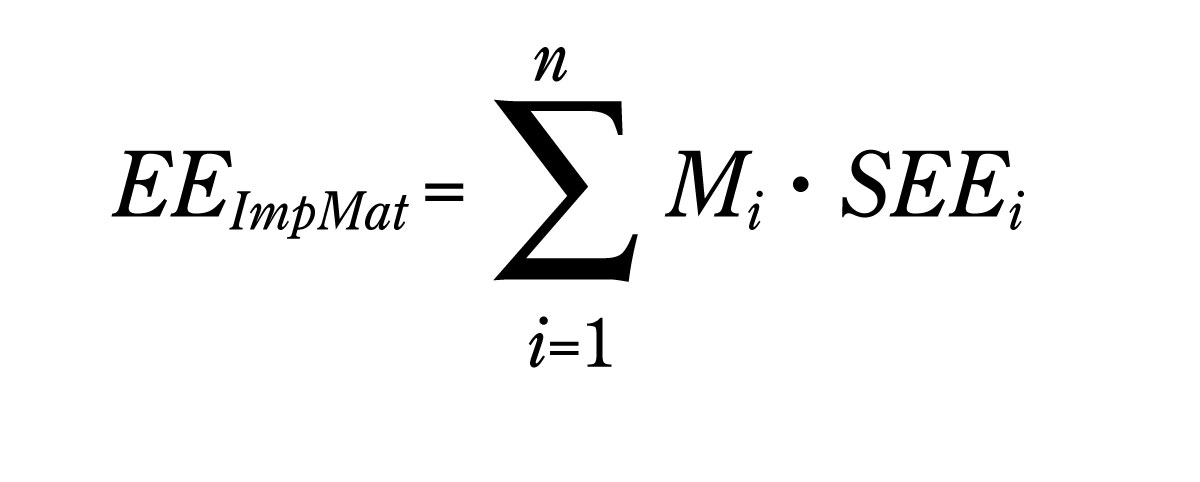 n
EE_ImpMat = ∑ M_i · SEE_i
i=1